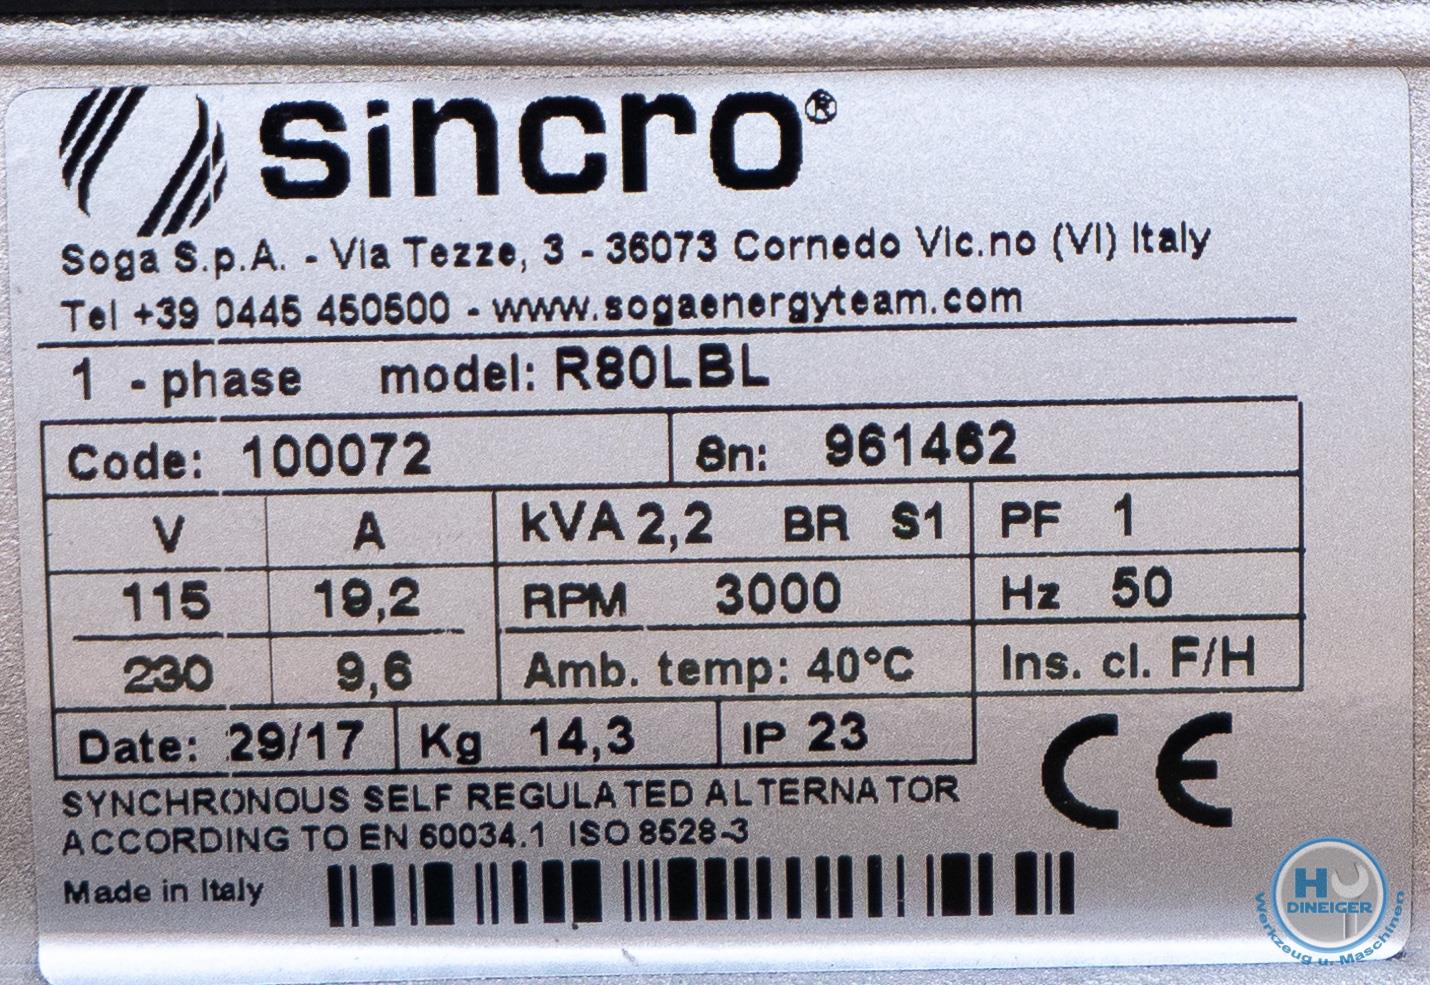 sincro®
Soga S.p.A. - Via Tezze, 3 - 36073 Cornedo Vic.no (VI) Italy
Tel +39 0445 450500 - www.sogaenergyteam.com
1 - phase model: R80LBL
Code: 100072 Sn: 961462
V A kVA 2,2 BR S1 PF 1
115 19,2 RPM 3000 Hz 50
230 9,6 Amb. temp: 40°C Ins. cl. F/H
Date: 29/17 Kg 14,3 IP 23
CE
SYNCHRONOUS SELF REGULATED ALTERNATOR
ACCORDING TO EN 60034.1 ISO 8528-3
Made in Italy
HU
DINEIGER
Werkzeug u. Maschinen